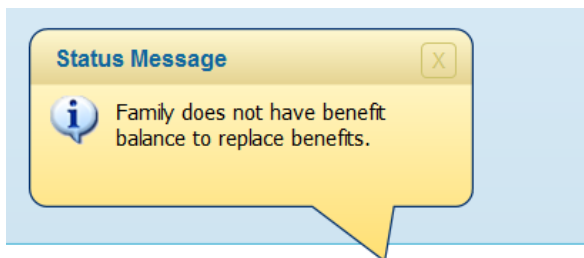 Status Message
X
Family does not have benefit
balance to replace benefits.